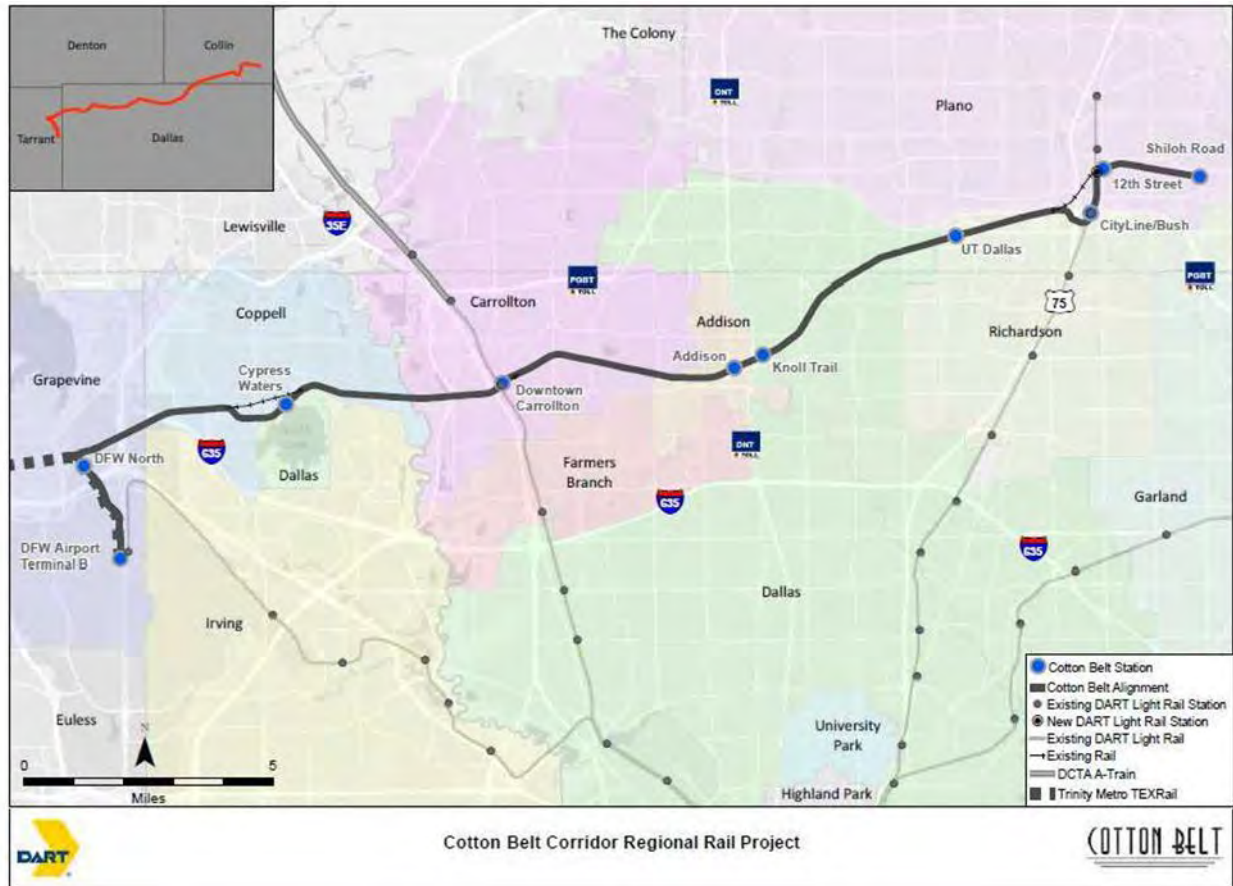 Denton
Collin
Tarrant
Dallas
The Colony
DNT
TOLL
Plano
Shiloh Road
12th Street
CityLine/Bush
UT Dallas
Lewisville
35E
PGBT
TOLL
PGBT
TOLL
75
Richardson
Carrollton
Coppell
Addison
Addison
Knoll Trail
Grapevine
Cypress
Waters
Downtown
Carrollton
DFW North
635
Dallas
DNT
TOLL
Farmers
Branch
635
Garland
635
DFW Airport
Terminal B
Dallas
Irving
Euless
N
0
5
Miles
University
Park
Highland Park
Cotton Belt Station
Cotton Belt Alignment
Existing DART Light Rail Station
New DART Light Rail Station
Existing DART Light Rail
Existing Rail
DCTA A-Train
Trinity Metro TEXRail
DART
Cotton Belt Corridor Regional Rail Project
COTTON BELT